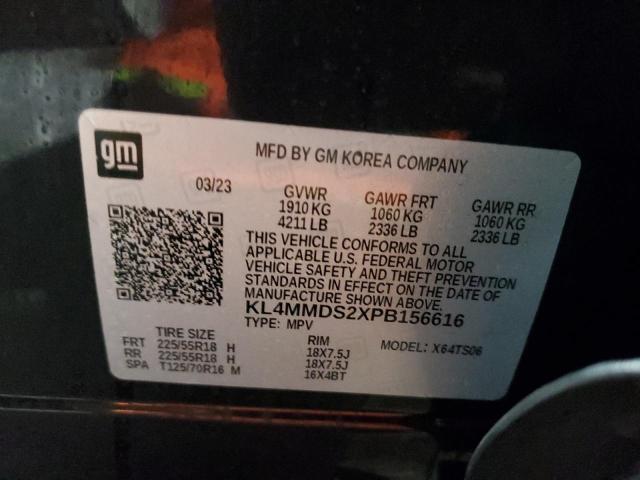 gm
MFD BY GM KOREA COMPANY
03/23
GVWR GAWR FRT GAWR RR
1910 KG 1060 KG 1060 KG
4211 LB 2336 LB 2336 LB
THIS VEHICLE CONFORMS TO ALL
APPLICABLE U.S. FEDERAL MOTOR
VEHICLE SAFETY AND THEFT PREVENTION
STANDARDS IN EFFECT ON THE DATE OF
MANUFACTURE SHOWN ABOVE.
KL4MMDS2XPB156616
TYPE: MPV
TIRE SIZE RIM MODEL: X64TS06
FRT 225/55R18 H 18X7.5J
RR 225/55R18 H 18X7.5J
SPA T125/70R16 M 16X4BT